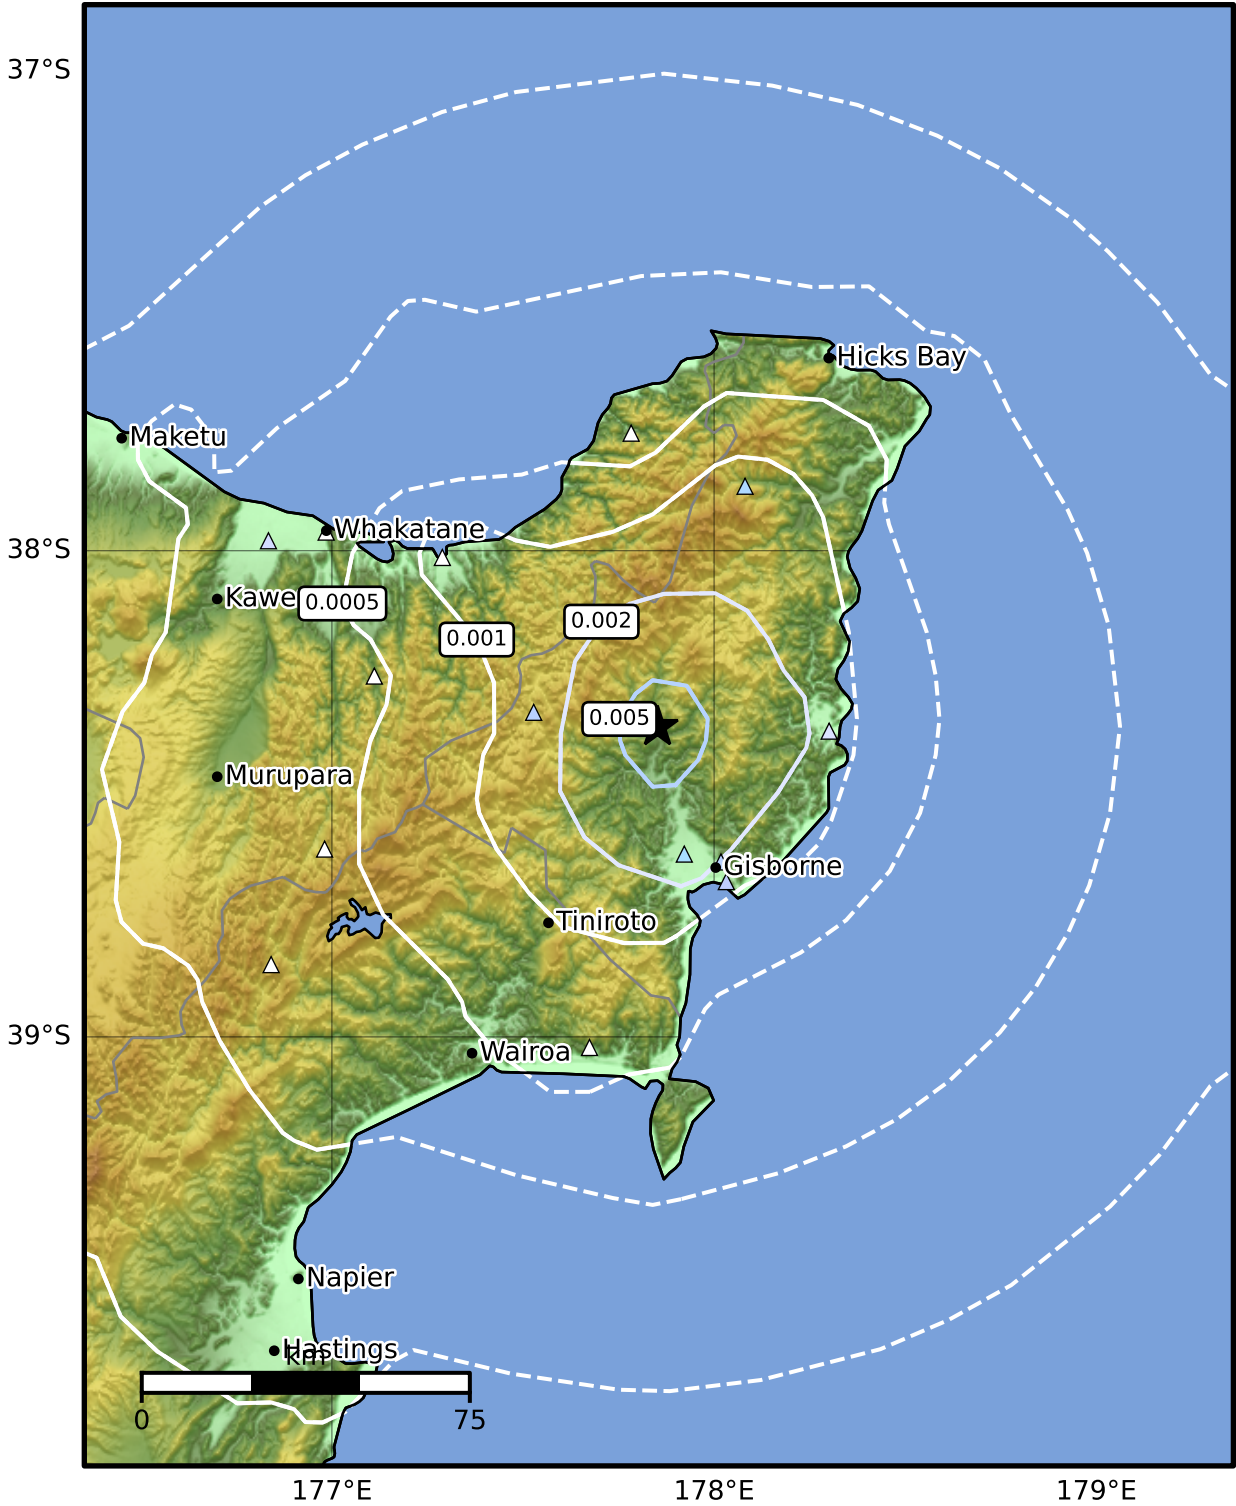 37°S
Hicks Bay
Maketu
Whakatane
38°S
Kawe
0.0005
0.002
0.001
0.005
Murupara
Gisborne
Tiniroto
39°S
Wairoa
Napier
Hastings
km
0
75
177°E
178°E
179°E